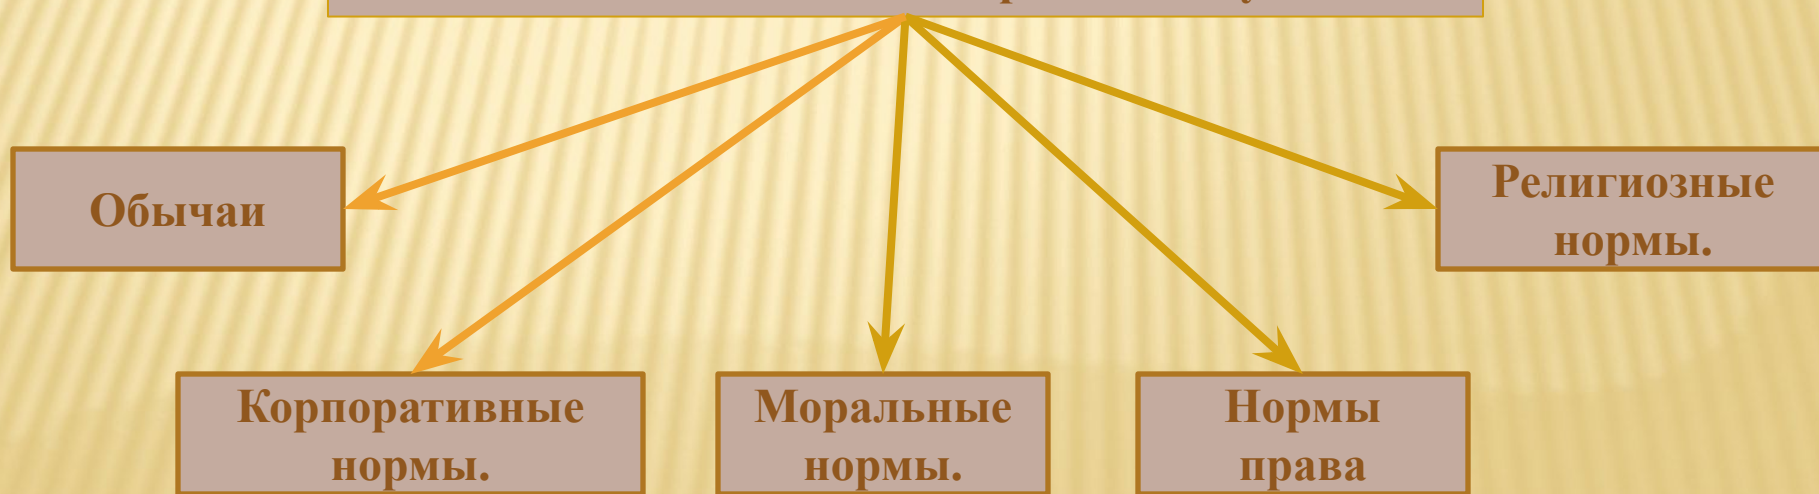 Обычаи
Религиозные
нормы.
Корпоративные
нормы.
Моральные
нормы.
Нормы
права